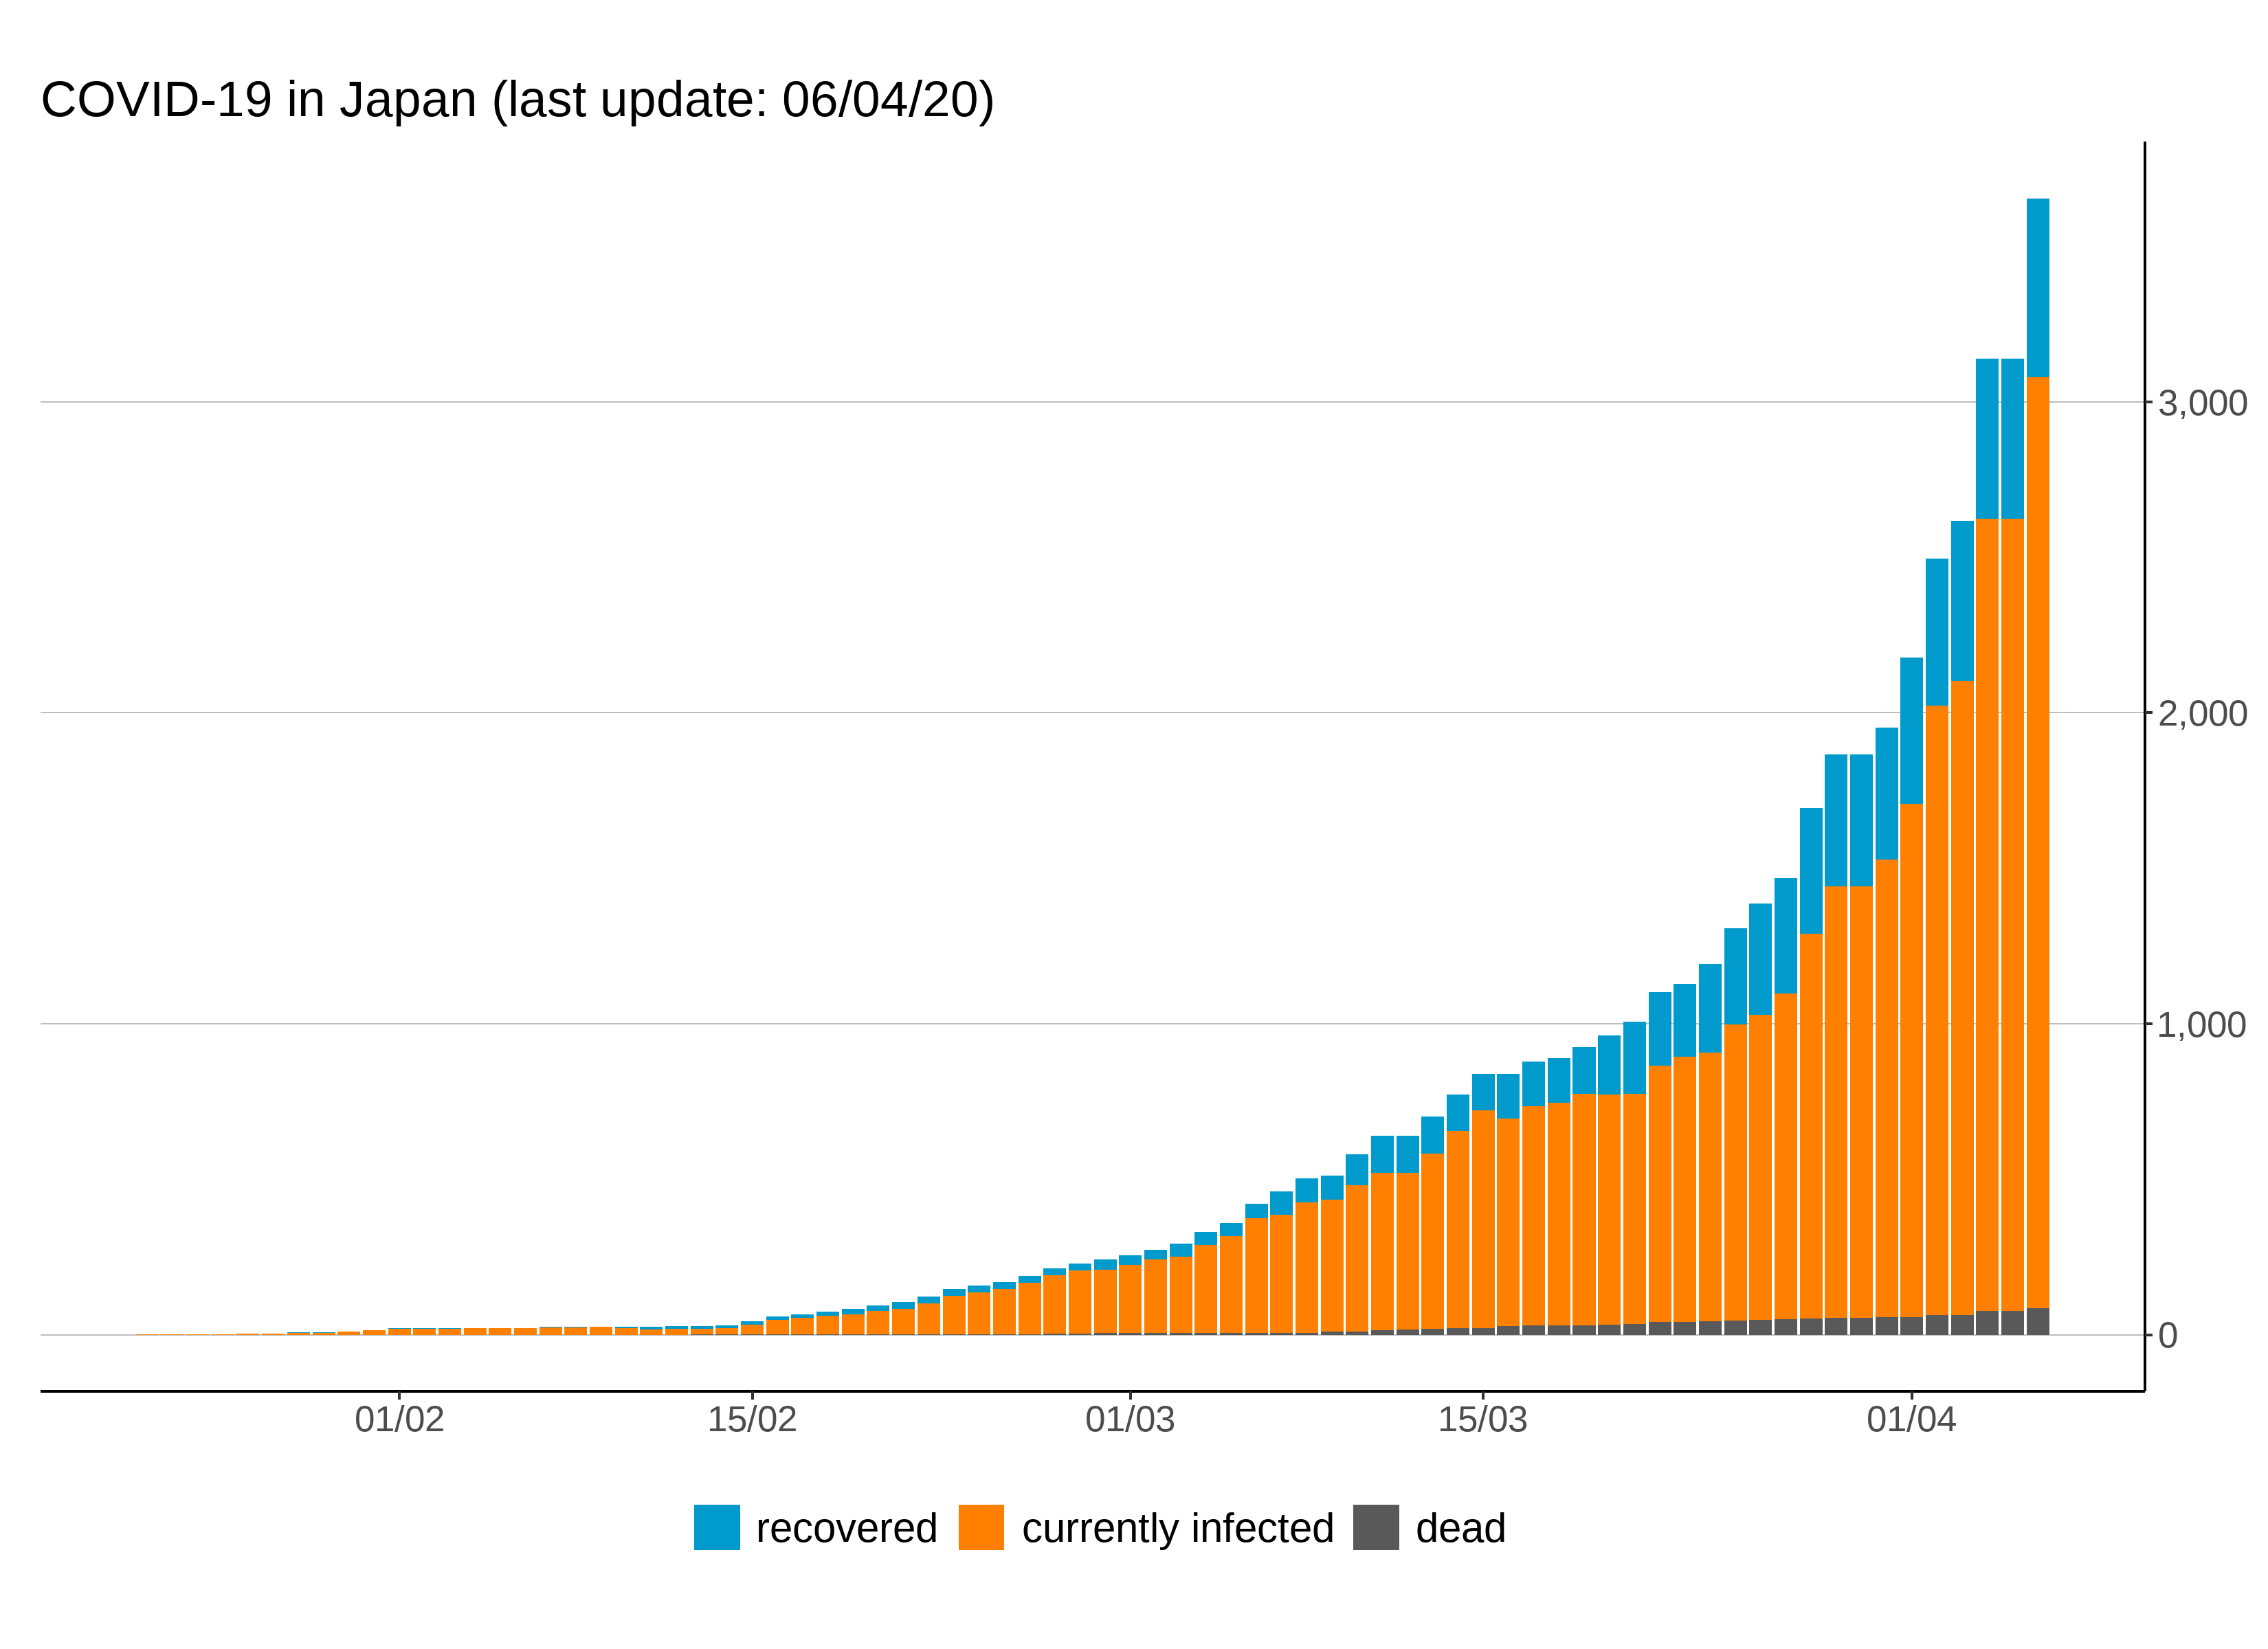 COVID-19 in Japan (last update: 06/04/20)
3,000
2,000
1,000
0
01/02 15/02 01/03 15/03 01/04
recovered currently infected dead